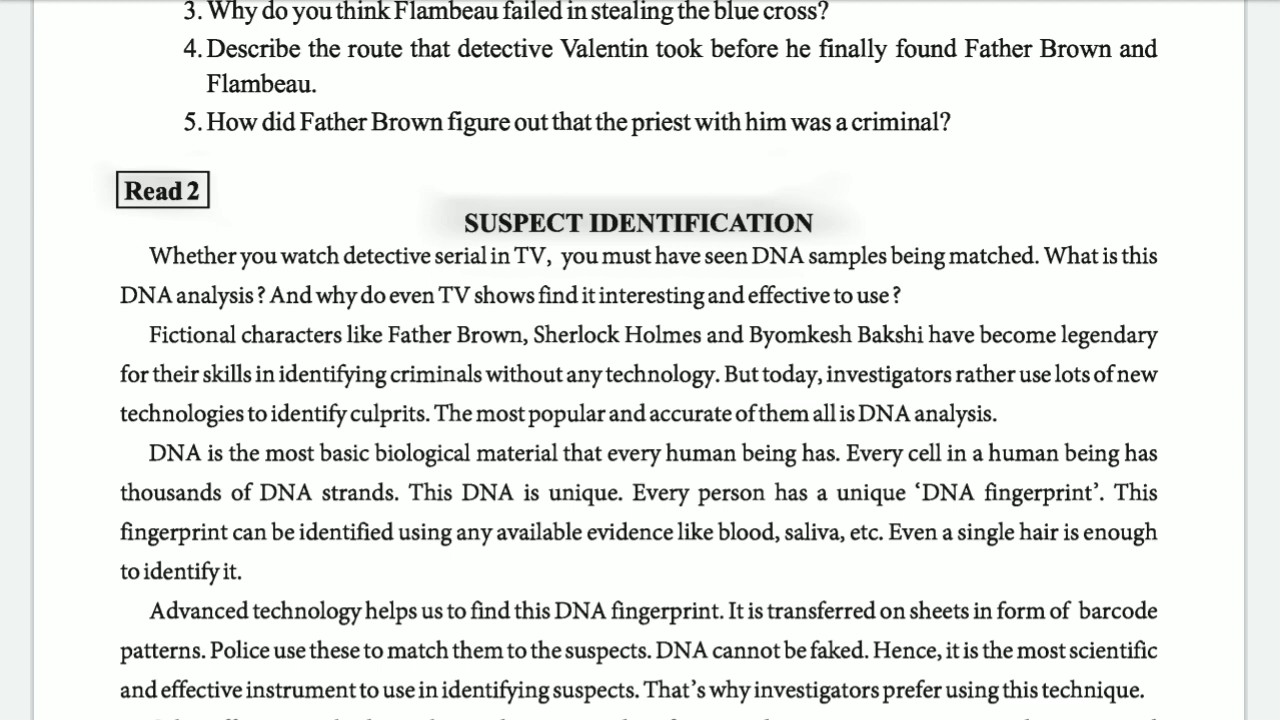 3. Why do you think Flambeau failed in stealing the blue cross?
4. Describe the route that detective Valentin took before he finally found Father Brown and
Flambeau.
5. How did Father Brown figure out that the priest with him was a criminal?
Read 2
SUSPECT IDENTIFICATION
Whether you watch detective serial in TV, you must have seen DNA samples being matched. What is this
DNA analysis ? And why do even TV shows find it interesting and effective to use ?
Fictional characters like Father Brown, Sherlock Holmes and Byomkesh Bakshi have become legendary
for their skills in identifying criminals without any technology. But today, investigators rather use lots of new
technologies to identify culprits. The most popular and accurate of them all is DNA analysis.
DNA is the most basic biological material that every human being has. Every cell in a human being has
thousands of DNA strands. This DNA is unique. Every person has a unique ‘DNA fingerprint’. This
fingerprint can be identified using any available evidence like blood, saliva, etc. Even a single hair is enough
to identify it.
Advanced technology helps us to find this DNA fingerprint. It is transferred on sheets in form of barcode
patterns. Police use these to match them to the suspects. DNA cannot be faked. Hence, it is the most scientific
and effective instrument to use in identifying suspects. That’s why investigators prefer using this technique.